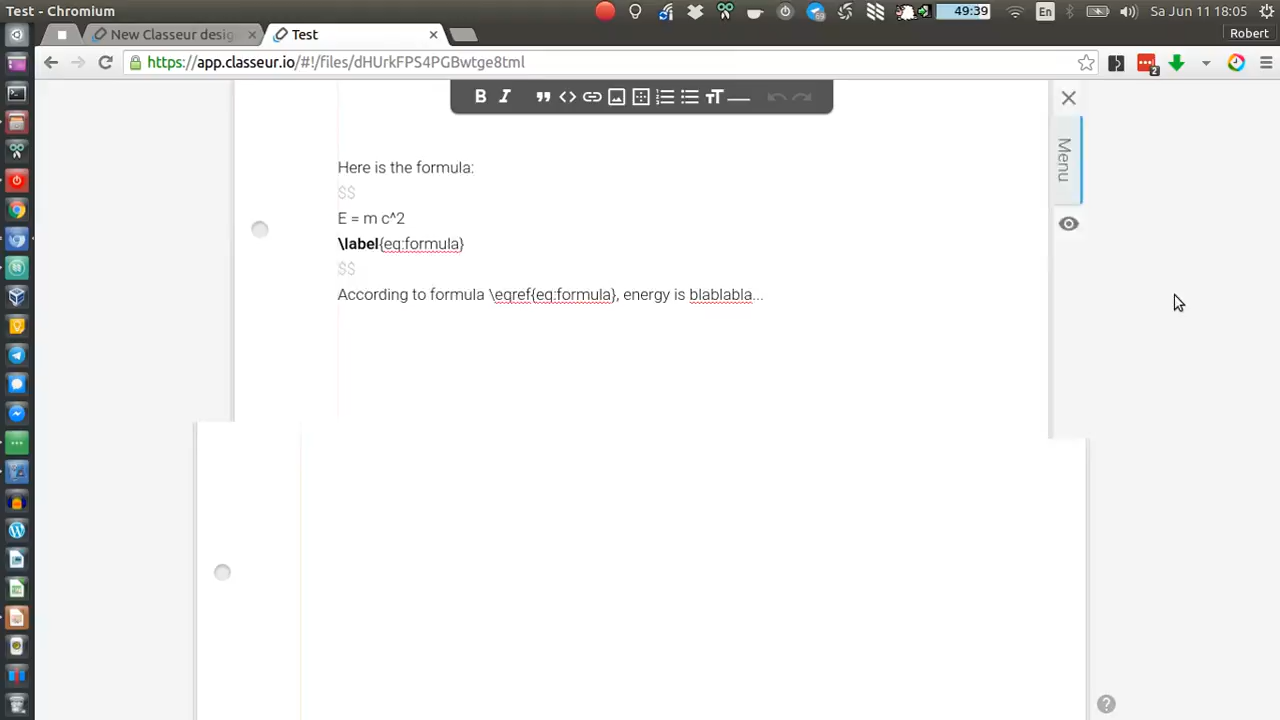 Test - Chromium
49:39
En
Sa Jun 11 18:05
New Classeur desig
Test
Robert
https://app.classeur.io/#!/files/dHUrkFPS4PGBwtge8tml
2
B I
Menu
Here is the formula:
$$
E = m c^2
\label{eq:formula}
$$
According to formula \eqref{eq:formula}, energy is blablabla...
?